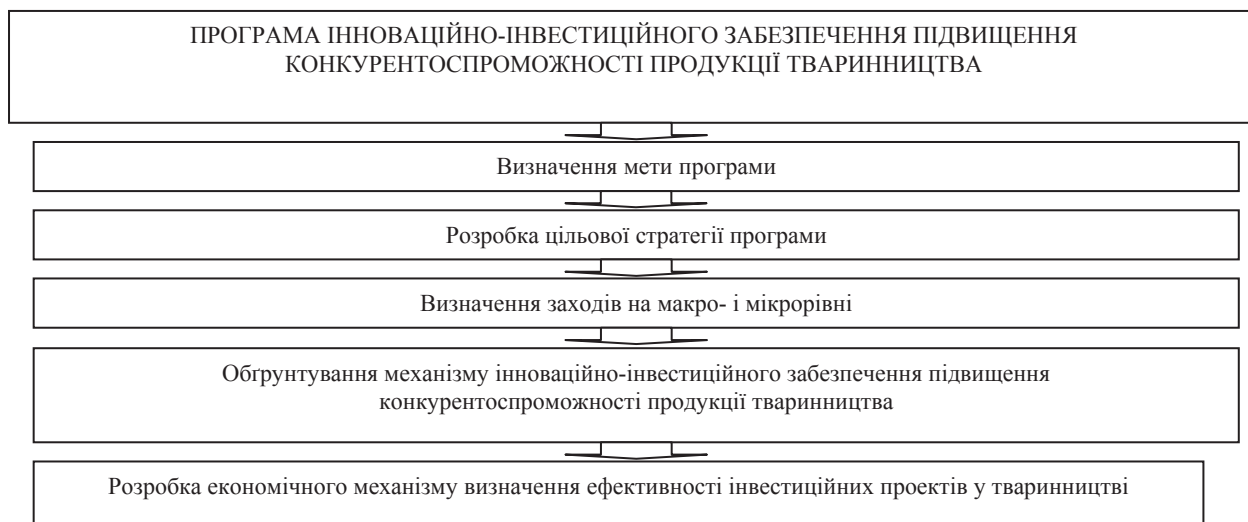 ПРОГРАМА ІННОВАЦІЙНО-ІНВЕСТИЦІЙНОГО ЗАБЕЗПЕЧЕННЯ ПІДВИЩЕННЯ
КОНКУРЕНТОСПРОМОЖНОСТІ ПРОДУКЦІЇ ТВАРИННИЦТВА
Визначення мети програми
Розробка цільової стратегії програми
Визначення заходів на макро- і мікрорівні
Обґрунтування механізму інноваційно-інвестиційного забезпечення підвищення
конкурентоспроможності продукції тваринництва
Розробка економічного механізму визначення ефективності інвестиційних проектів у тваринництві